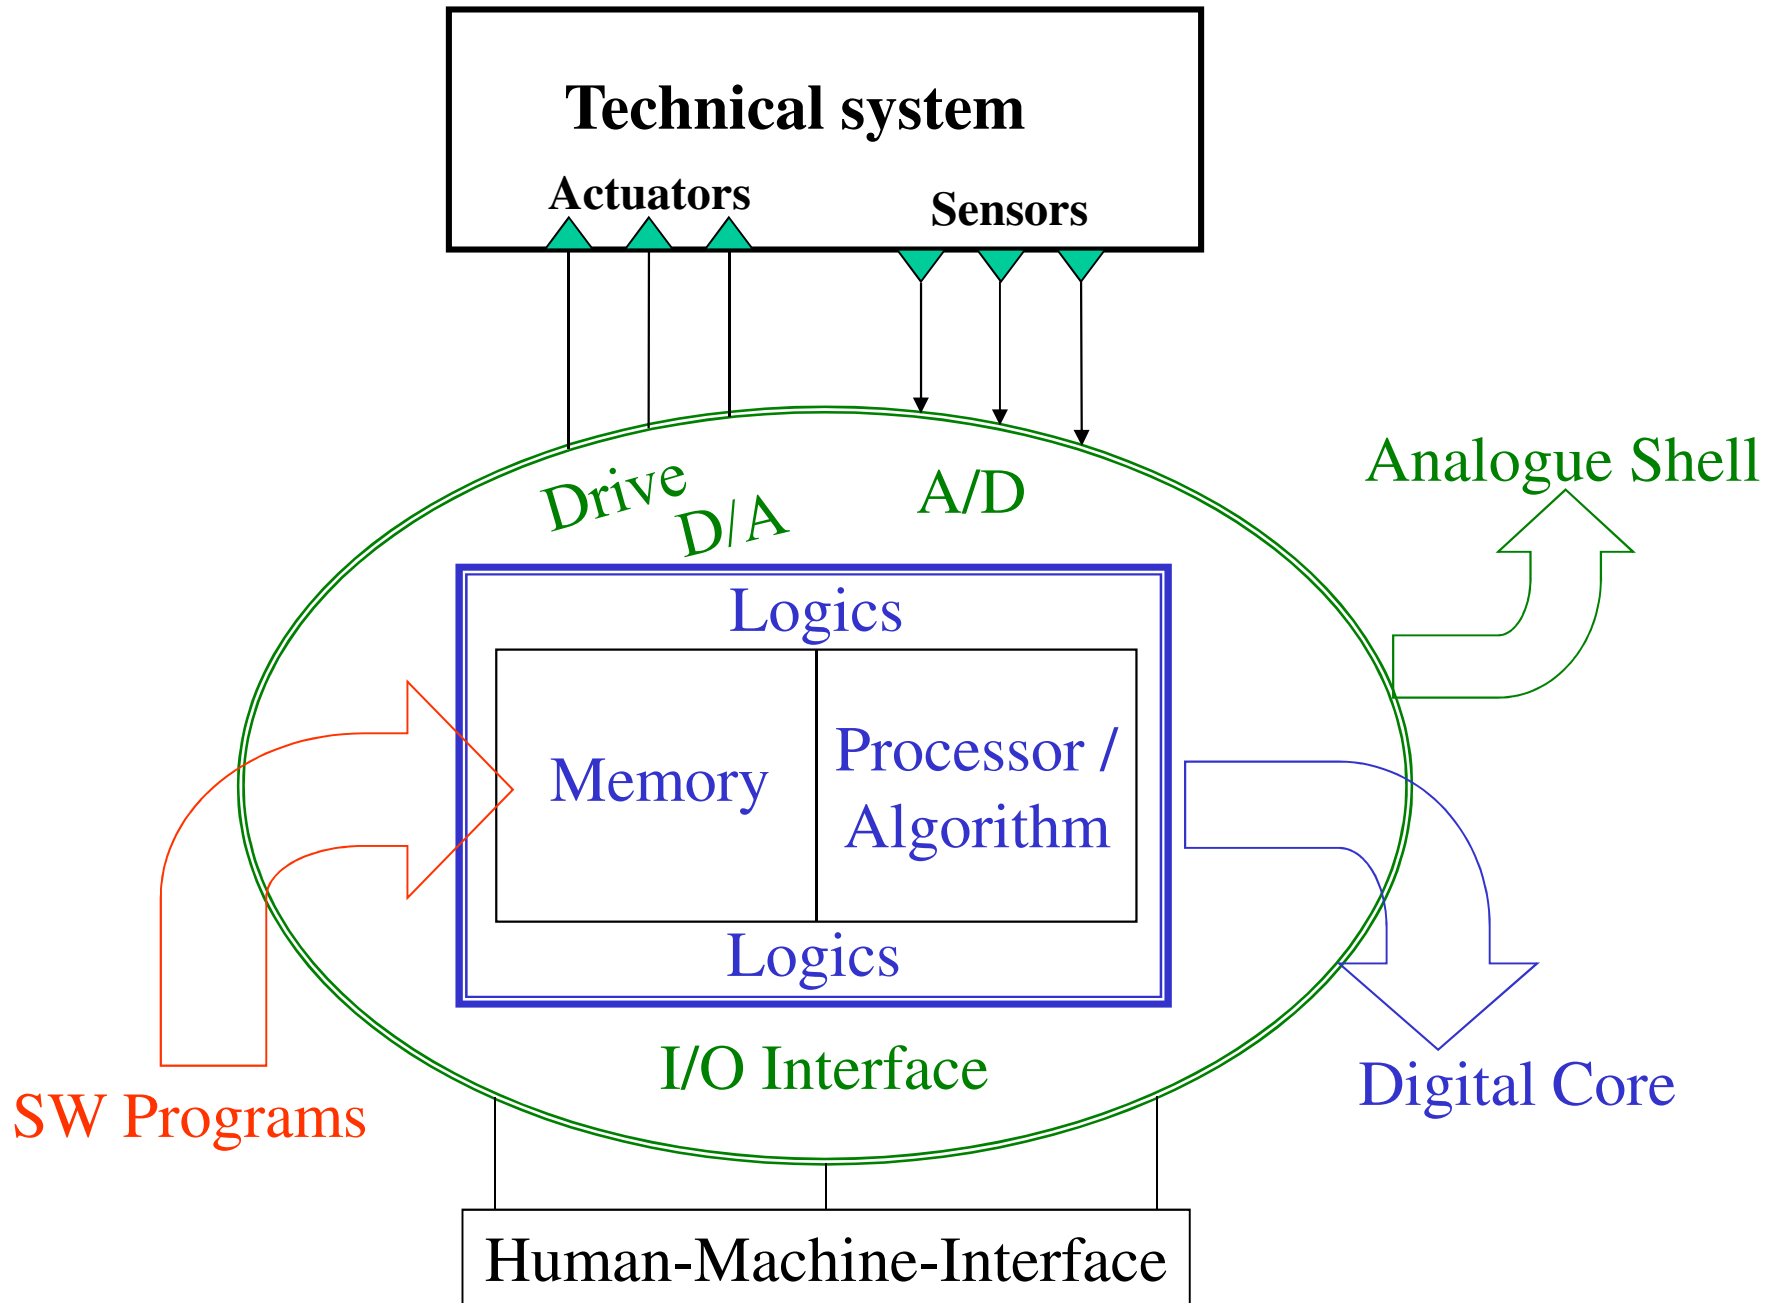 Technical system
Actuators
Sensors
Analogue Shell
Drive
D/A
A/D
Logics
Memory
Processor /
Algorithm
Logics
I/O Interface
SW Programs
Digital Core
Human-Machine-Interface